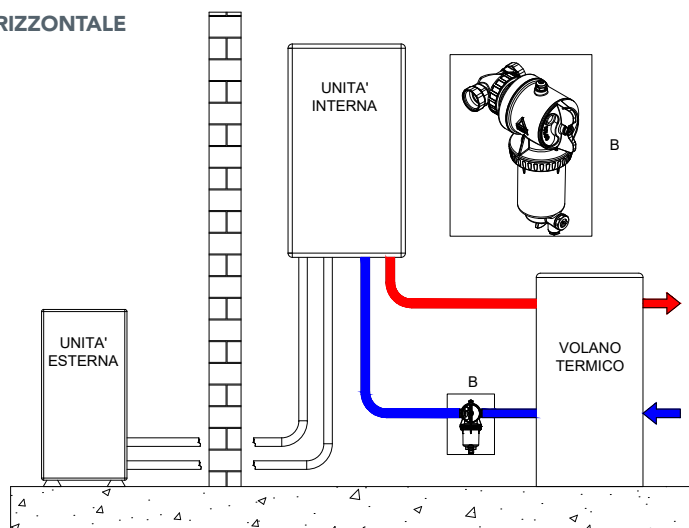 RIZZONTALE
UNITA'
INTERNA
B
UNITA'
ESTERNA
VOLANO
TERMICO
B